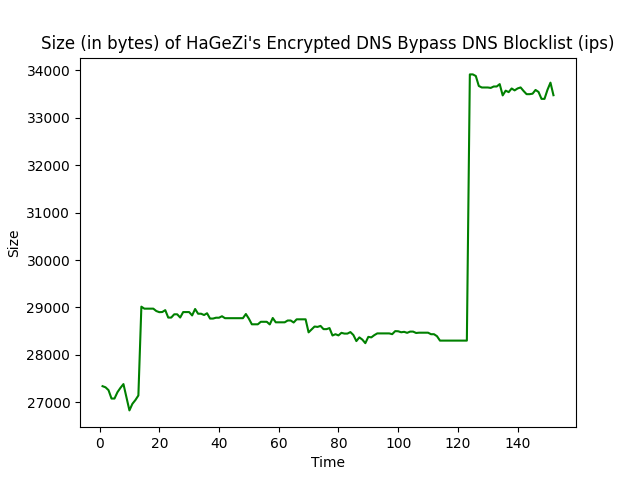 Size (in bytes) of HaGeZi's Encrypted DNS Bypass DNS Blocklist (ips)
34000
33000
32000
31000
30000
29000
28000
27000
Size
0 20 40 60 80 100 120 140
Time